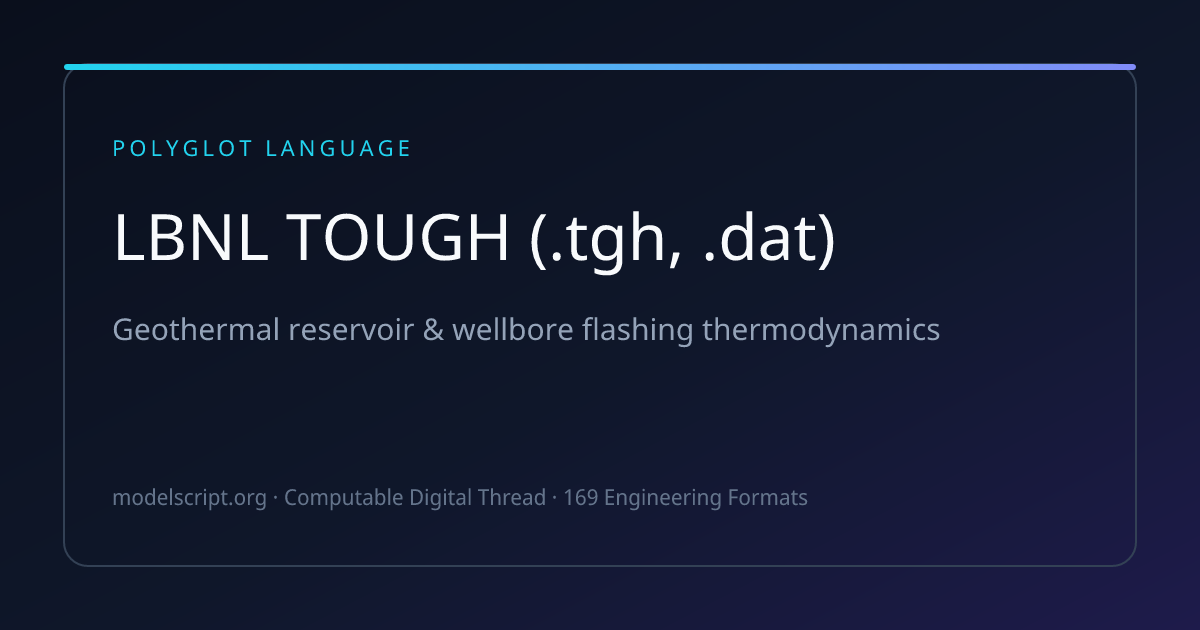 POLYGLOT LANGUAGE
LBNL TOUGH (.tgh, .dat)
Geothermal reservoir & wellbore flashing thermodynamics
modelscript.org · Computable Digital Thread · 169 Engineering Formats